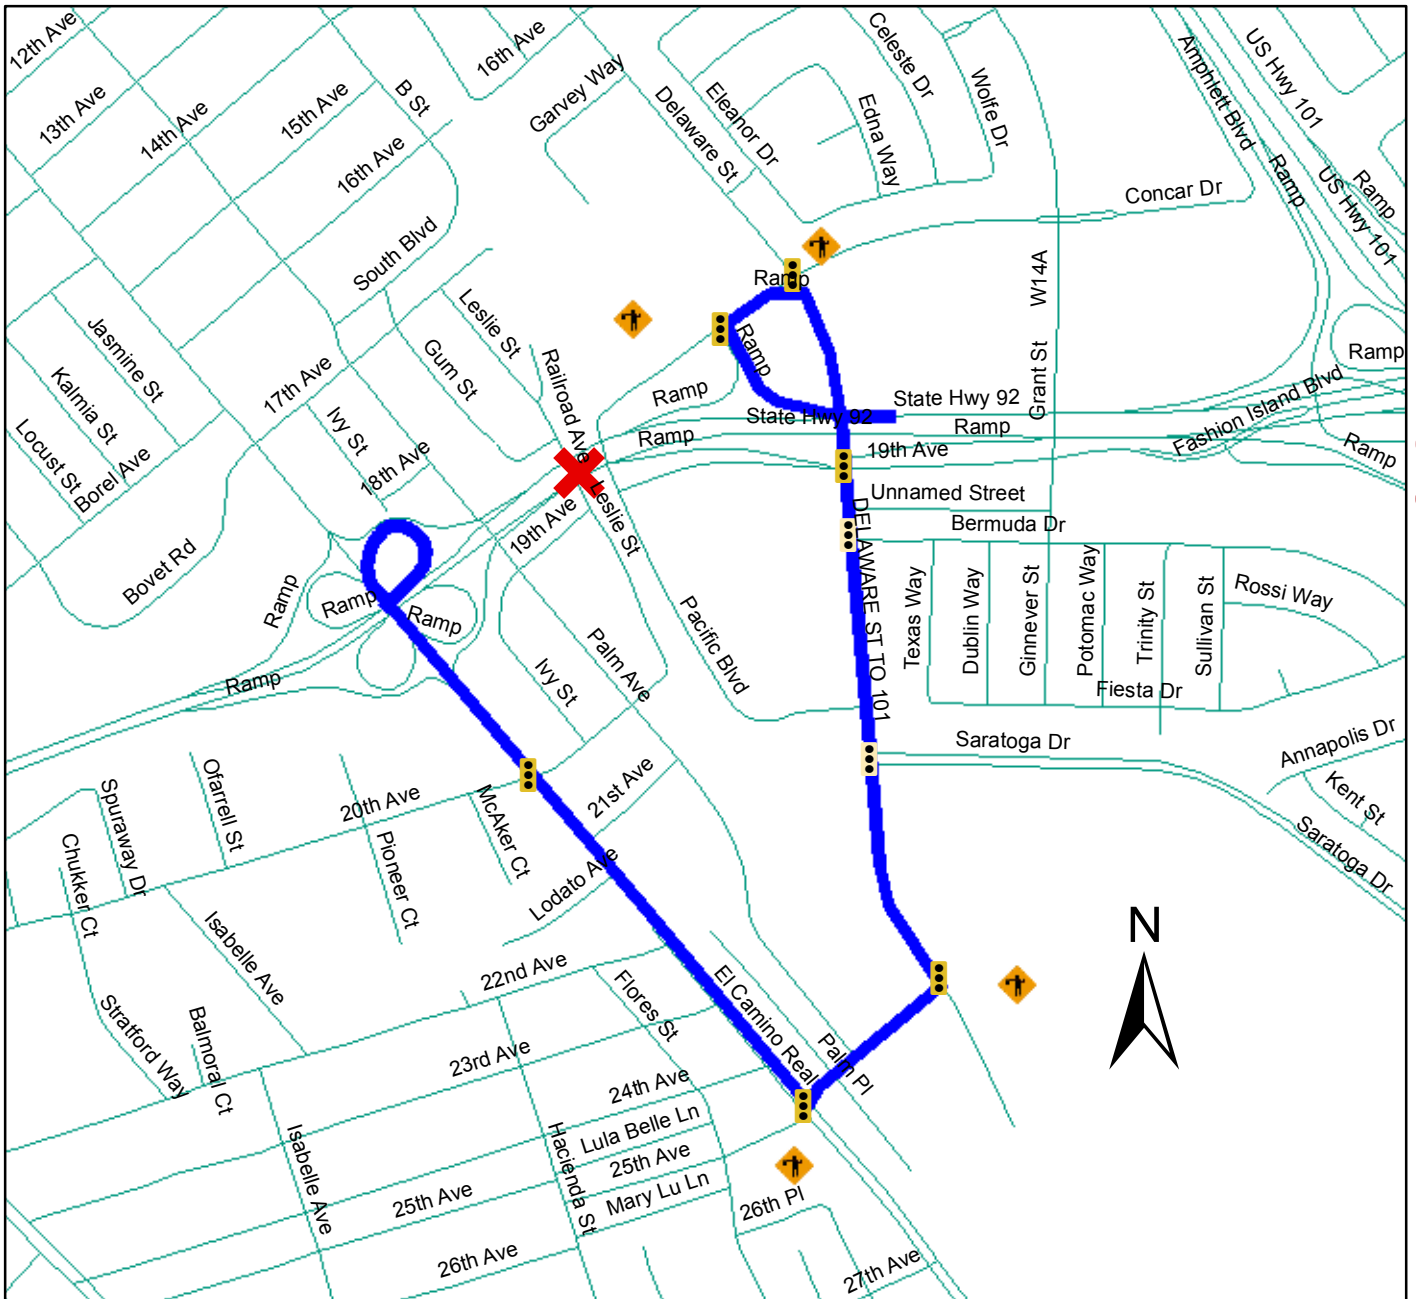 12th Ave
13th Ave
14th Ave
15th Ave
16th Ave
B St
16th Ave
Garvey Way
Delaware St
Eleanor Dr
Celeste Dr
Edna Way
Wolfe Dr
Amphlett Blvd
US Hwy 101
Ramp
US Hwy 101
Ramp
Concar Dr
South Blvd
Leslie St
Gum St
Railroad Ave
Ramp
Ramp
Ramp
Ramp
W14A
Grant St
Jasmine St
Kalmia St
Locust St
Borel Ave
17th Ave
Ivy St
18th Ave
State Hwy 92
State Hwy 92
Ramp
19th Ave
Fashion Island Blvd
Ramp
Ramp
Unnamed Street
Bermuda Dr
19th Ave
Leslie St
Bovet Rd
Ramp
Ramp
Ramp
Ramp
Pacific Blvd
Palm Ave
Ivy St
DELAWARE ST TO 101
Texas Way
Dublin Way
Ginnever St
Potomac Way
Trinity St
Sullivan St
Rossi Way
Fiesta Dr
Saratoga Dr
Annapolis Dr
Kent St
Saratoga Dr
Spuraway Dr
Ofarrell St
20th Ave
McAker Ct
21st Ave
Chukker Ct
Pioneer Ct
Lodato Ave
Isabelle Ave
22nd Ave
Flores St
El Camino Real
Palm Pl
N
Stratford Way
Balmoral Ct
23rd Ave
24th Ave
Lula Belle Ln
25th Ave
Mary Lu Ln
Hacienda St
Isabelle Ave
25th Ave
26th Ave
26th Pl
27th Ave